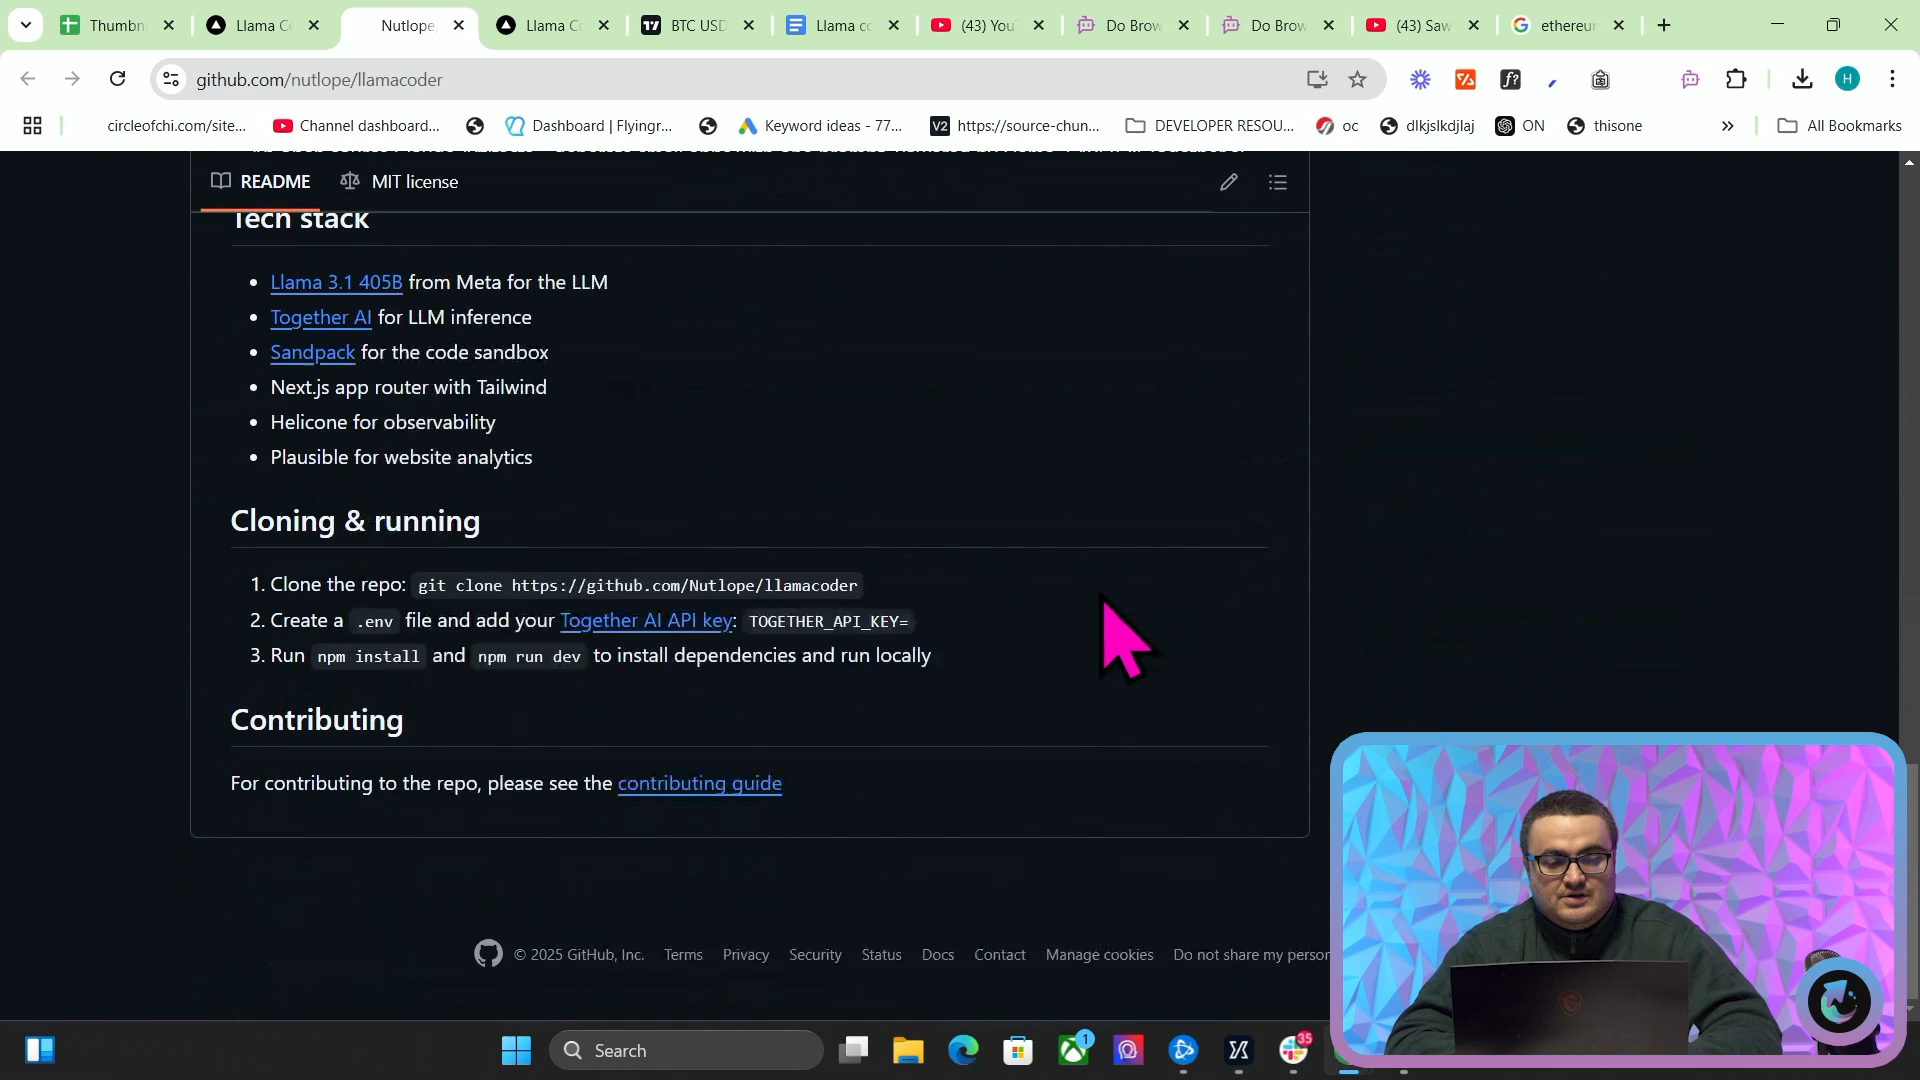 Thumbn
Llama C
Nutlope
Llama C
BTC USD
Llama co
(43) You
Do Brow
Do Brow
(43) Saw
ethereu
github.com/nutlope/llamacoder
H
circleofchi.com/site...
Channel dashboard...
Dashboard | Flyingr...
Keyword ideas - 77...
V2 https://source-chun...
DEVELOPER RESOU...
oc
dlkjslkdjlaj
ON
thisone
All Bookmarks
README
MIT license
Tech stack
• Llama 3.1 405B from Meta for the LLM
• Together AI for LLM inference
• Sandpack for the code sandbox
• Next.js app router with Tailwind
• Helicone for observability
• Plausible for website analytics
Cloning & running
1. Clone the repo: git clone https://github.com/Nutlope/llamacoder
2. Create a .env file and add your Together AI API key: TOGETHER_API_KEY=
3. Run npm install and npm run dev to install dependencies and run locally
Contributing
For contributing to the repo, please see the contributing guide
© 2025 GitHub, Inc. Terms Privacy Security Status Docs Contact Manage cookies Do not share my person
Search
1
35